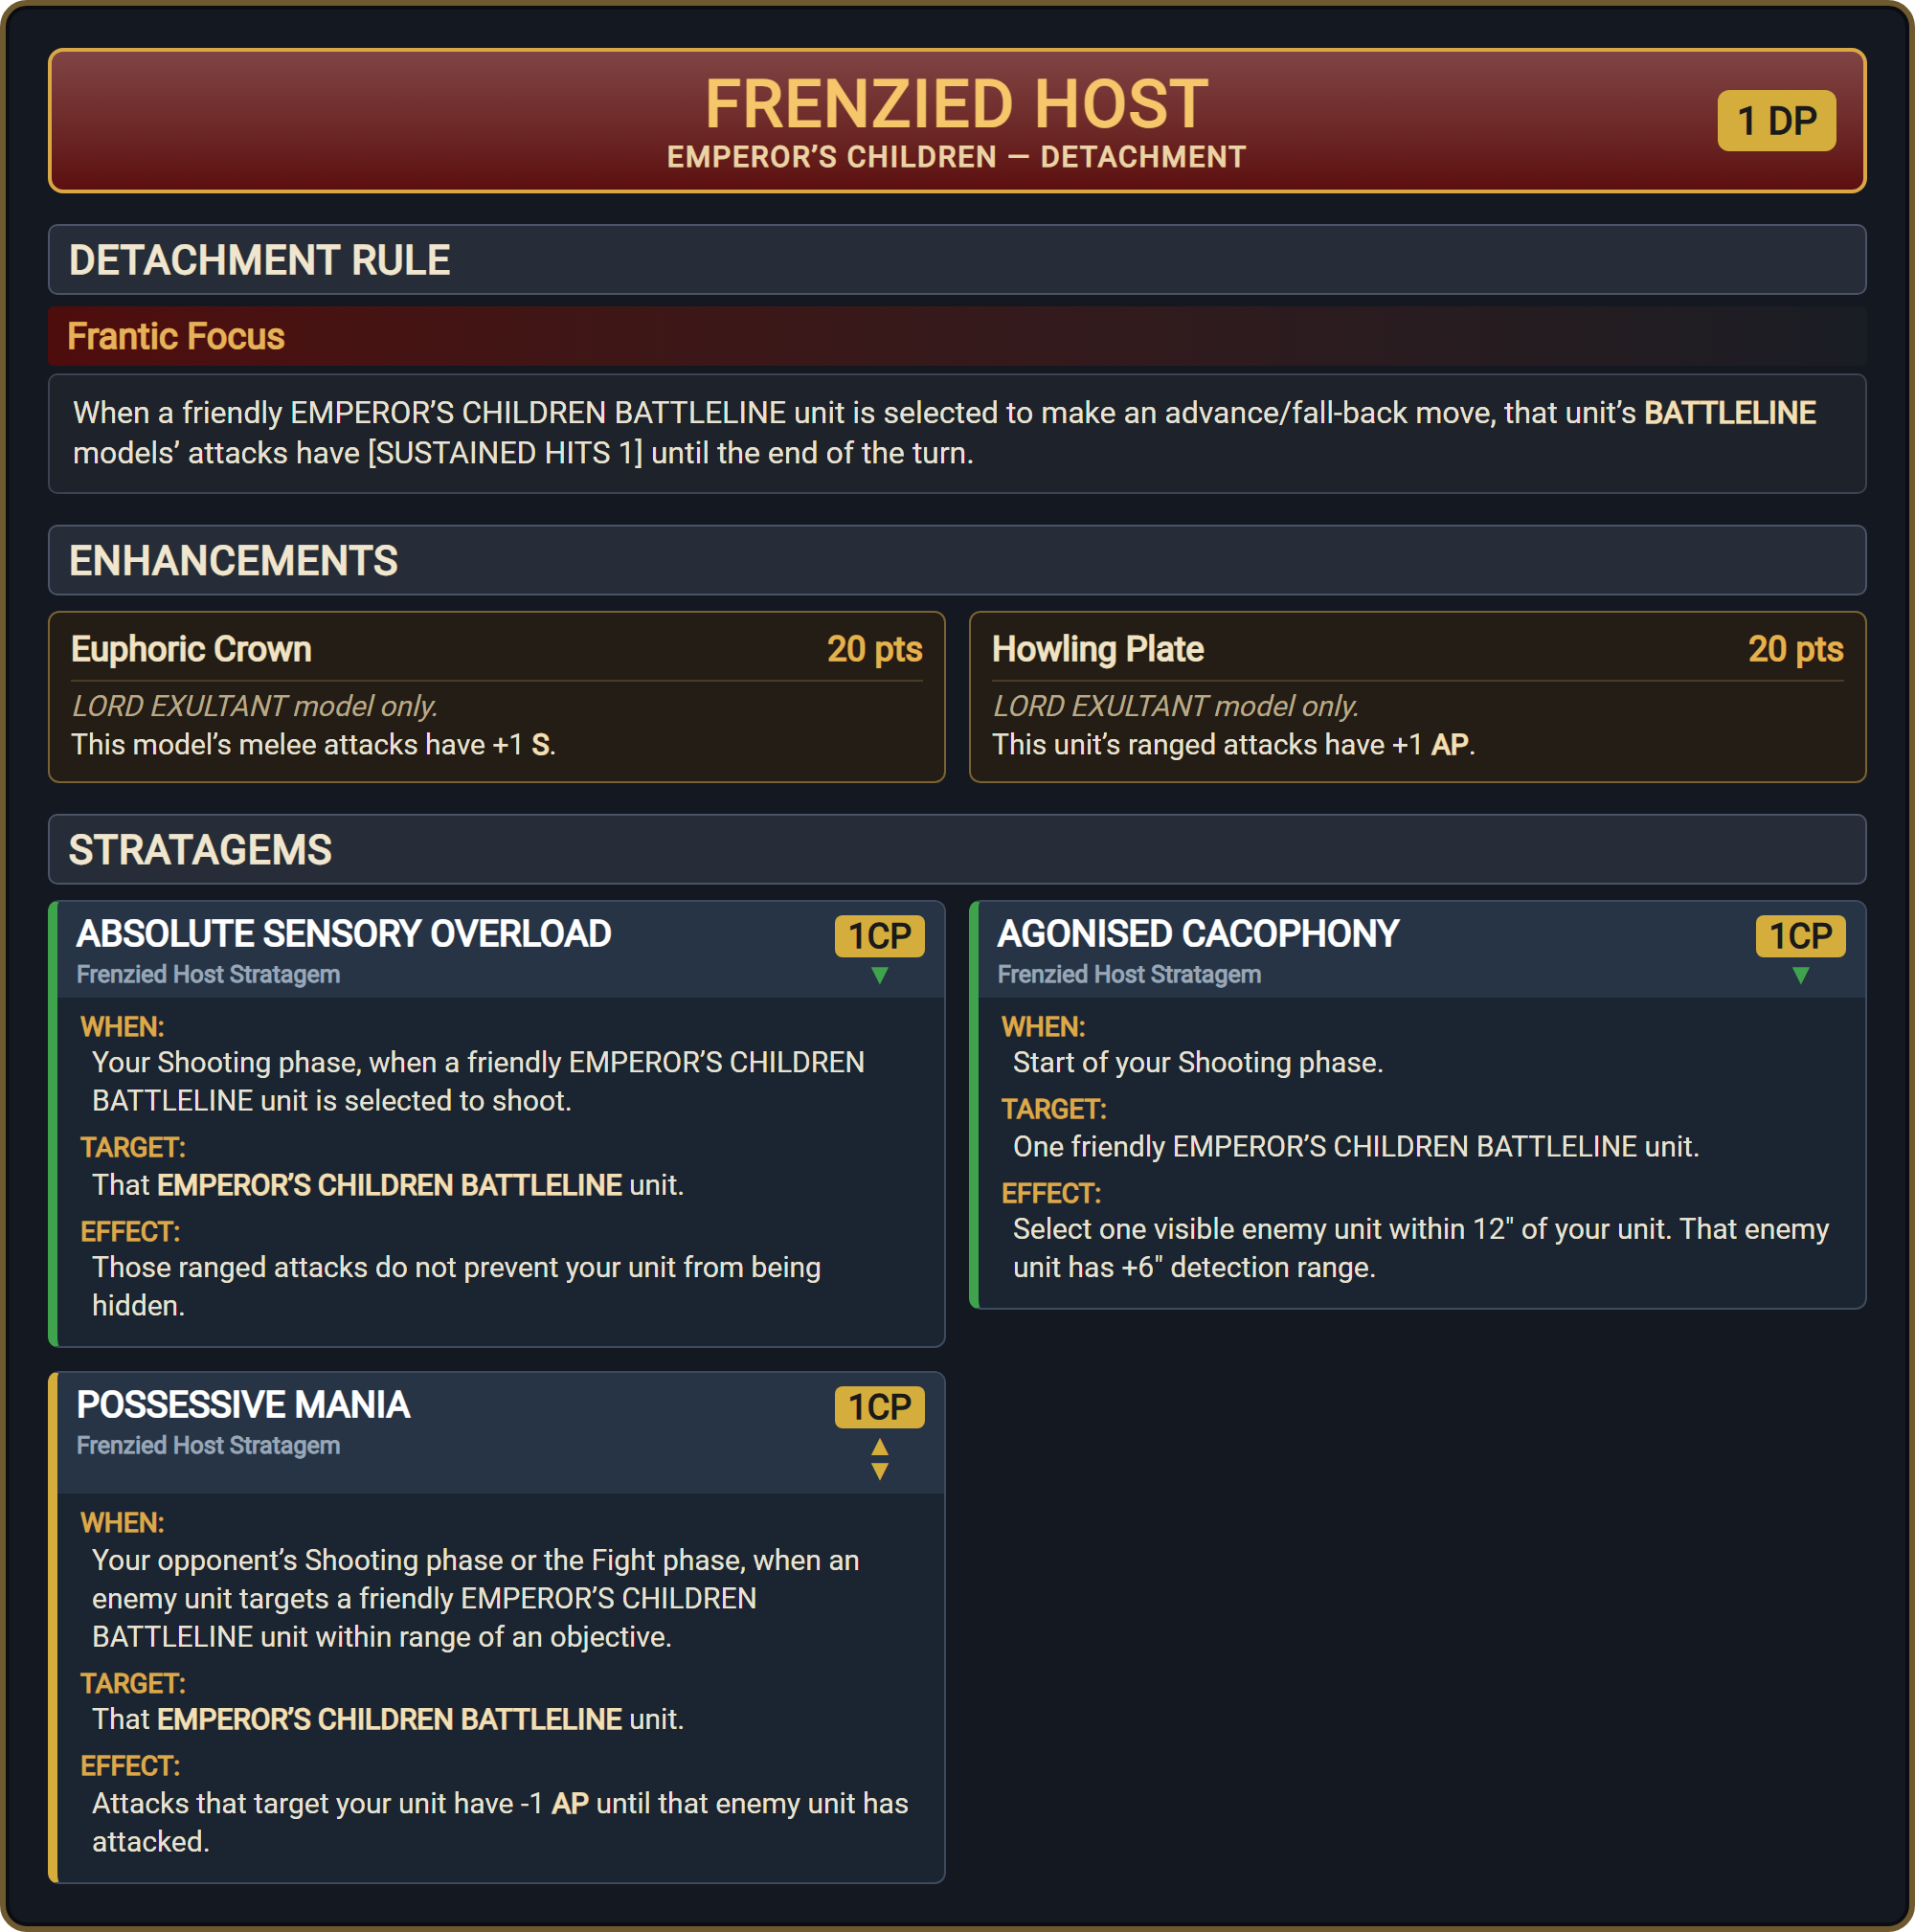 FRENZIED HOST
EMPEROR’S CHILDREN — DETACHMENT
1 DP
DETACHMENT RULE
Frantic Focus
When a friendly EMPEROR’S CHILDREN BATTLELINE unit is selected to make an advance/fall-back move, that unit’s BATTLELINE
models’ attacks have [SUSTAINED HITS 1] until the end of the turn.
ENHANCEMENTS
Euphoric Crown
20 pts
LORD EXULTANT model only.
This model’s melee attacks have +1 S.
Howling Plate
20 pts
LORD EXULTANT model only.
This unit’s ranged attacks have +1 AP.
STRATAGEMS
ABSOLUTE SENSORY OVERLOAD
1CP
Frenzied Host Stratagem
▼
WHEN:
Your Shooting phase, when a friendly EMPEROR’S CHILDREN
BATTLELINE unit is selected to shoot.
TARGET:
That EMPEROR’S CHILDREN BATTLELINE unit.
EFFECT:
Those ranged attacks do not prevent your unit from being
hidden.
AGONISED CACOPHONY
1CP
Frenzied Host Stratagem
▼
WHEN:
Start of your Shooting phase.
TARGET:
One friendly EMPEROR’S CHILDREN BATTLELINE unit.
EFFECT:
Select one visible enemy unit within 12" of your unit. That enemy
unit has +6" detection range.
POSSESSIVE MANIA
1CP
Frenzied Host Stratagem
▲
▼
WHEN:
Your opponent’s Shooting phase or the Fight phase, when an
enemy unit targets a friendly EMPEROR’S CHILDREN
BATTLELINE unit within range of an objective.
TARGET:
That EMPEROR’S CHILDREN BATTLELINE unit.
EFFECT:
Attacks that target your unit have -1 AP until that enemy unit has
attacked.